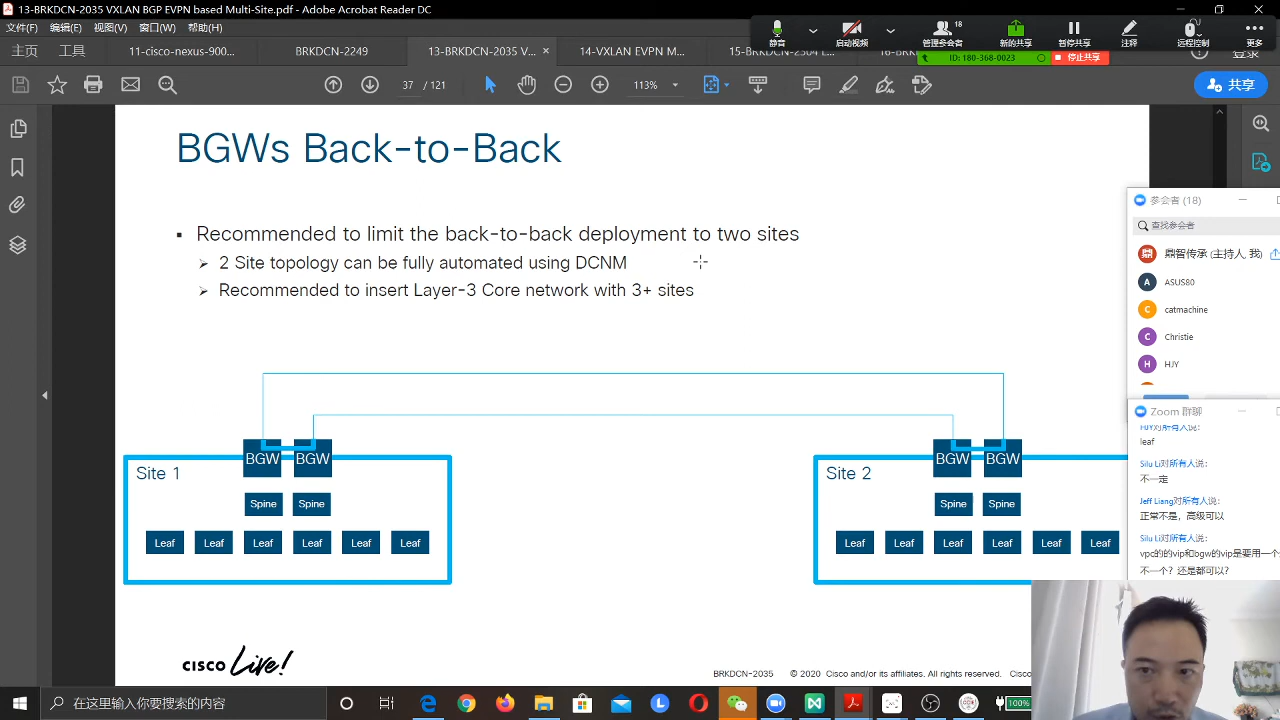 13-BRKDCN-2035 VXLAN BGP EVPN based Multi-Site.pdf - Adobe Acrobat Reader DC
文件(F) 编辑(E) 视图(V) 窗口(W) 帮助(H)
静音
启动视频
18
管理参会者
新的共享
暂停共享
注释
远程控制
更多
主页 工具 11-cisco-nexus-900... BRKDCN-2249 13-BRKDCN-2035 V... × 14-VXLAN EVPN M... 15-BRKDCN-2304 L...
ID: 180-368-0023 停止共享
登录
37 / 121
113%
共享
BGWs Back-to-Back
▪ Recommended to limit the back-to-back deployment to two sites
➢ 2 Site topology can be fully automated using DCNM
➢ Recommended to insert Layer-3 Core network with 3+ sites
BGW BGW
Site 1
Spine Spine
Leaf Leaf Leaf Leaf Leaf Leaf
BGW BGW
Site 2
Spine Spine
Leaf Leaf Leaf Leaf Leaf Leaf
CISCO Live!
BRKDCN-2035 © 2020 Cisco and/or its affiliates. All rights reserved.
参会者 (18)
查找参会者
鼎智传承 (主持人, 我)
A ASUS80
C catmachine
C Christie
H HJY
Zoom 群聊
HJY对所有人说:
leaf
Silu Li对所有人说:
不一定
Jeff Liang对所有人说:
正常不是，高级可以
Silu Li对所有人说:
vpc的的vip和bgw的vip是要用一个
不一个？还是都可以?
在这里输入你要搜索的内容
100%